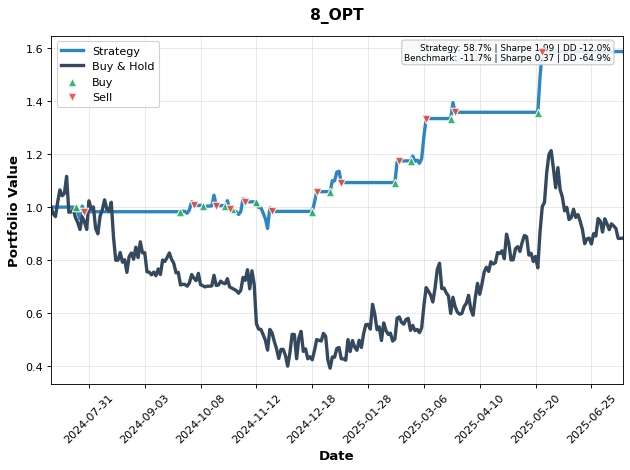 8_OPT
Strategy: 58.7% | Sharpe 1.99 | DD -12.0%
Benchmark: -11.7% | Sharpe 0.37 | DD -64.9%
Strategy
Buy & Hold
Buy
Sell
Portfolio Value
1.6
1.4
1.2
1.0
0.8
0.6
0.4
2024-07-31
2024-09-03
2024-10-08
2024-11-12
2024-12-18
2025-01-28
2025-03-06
2025-04-10
2025-05-20
2025-06-25
Date